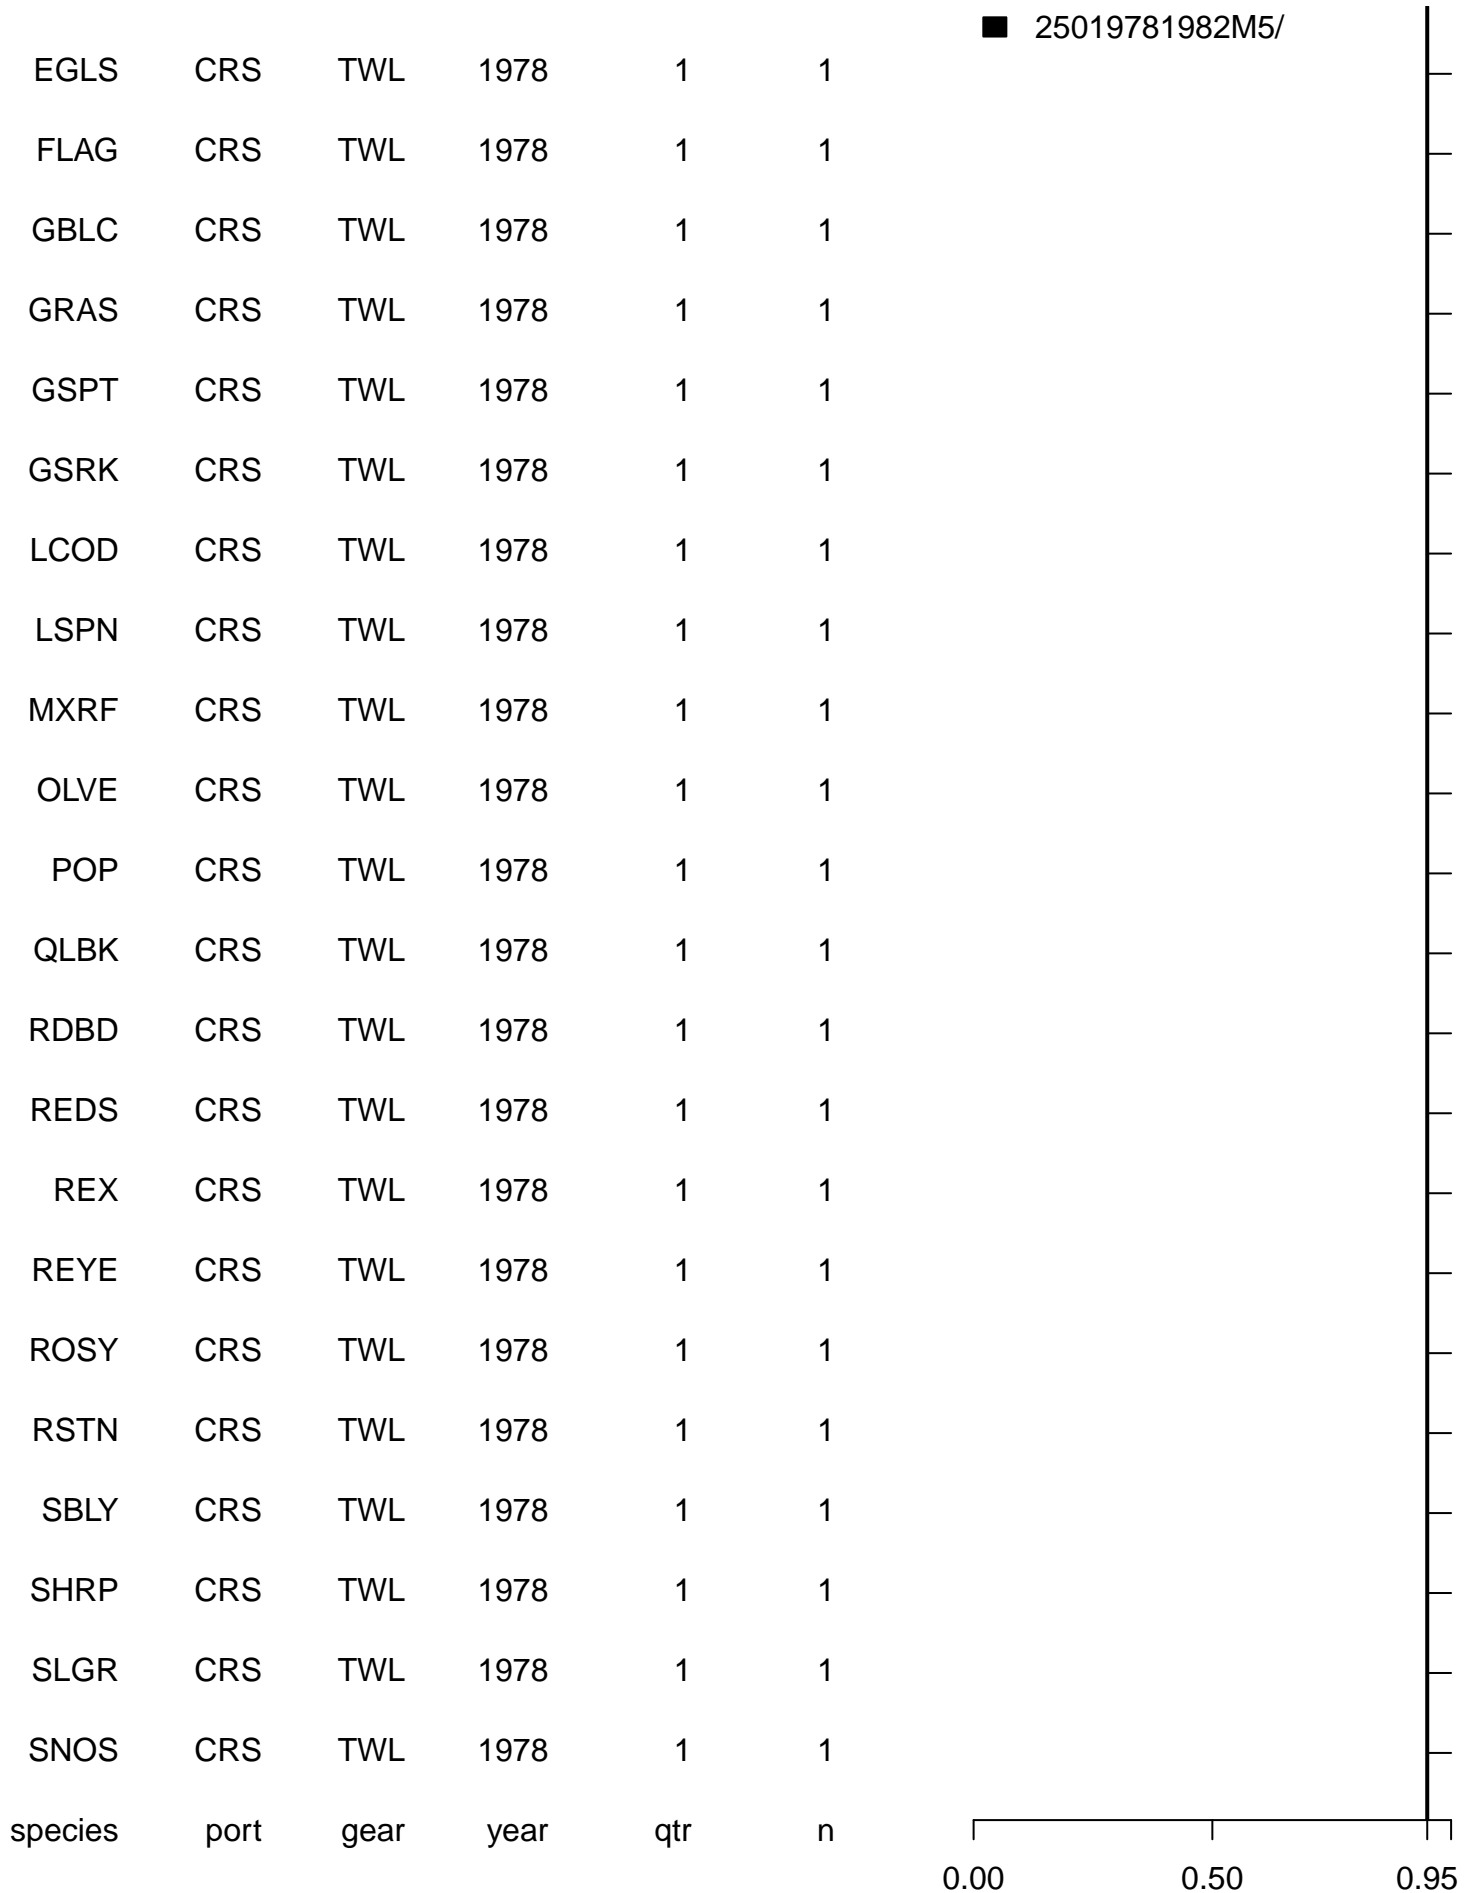 25019781982M5/
EGLS CRS TWL 1978 1 1
FLAG CRS TWL 1978 1 1
GBLC CRS TWL 1978 1 1
GRAS CRS TWL 1978 1 1
GSPT CRS TWL 1978 1 1
GSRK CRS TWL 1978 1 1
LCOD CRS TWL 1978 1 1
LSPN CRS TWL 1978 1 1
MXRF CRS TWL 1978 1 1
OLVE CRS TWL 1978 1 1
POP CRS TWL 1978 1 1
QLBK CRS TWL 1978 1 1
RDBD CRS TWL 1978 1 1
REDS CRS TWL 1978 1 1
REX CRS TWL 1978 1 1
REYE CRS TWL 1978 1 1
ROSY CRS TWL 1978 1 1
RSTN CRS TWL 1978 1 1
SBLY CRS TWL 1978 1 1
SHRP CRS TWL 1978 1 1
SLGR CRS TWL 1978 1 1
SNOS CRS TWL 1978 1 1
species port gear year qtr n
0.00 0.50 0.95